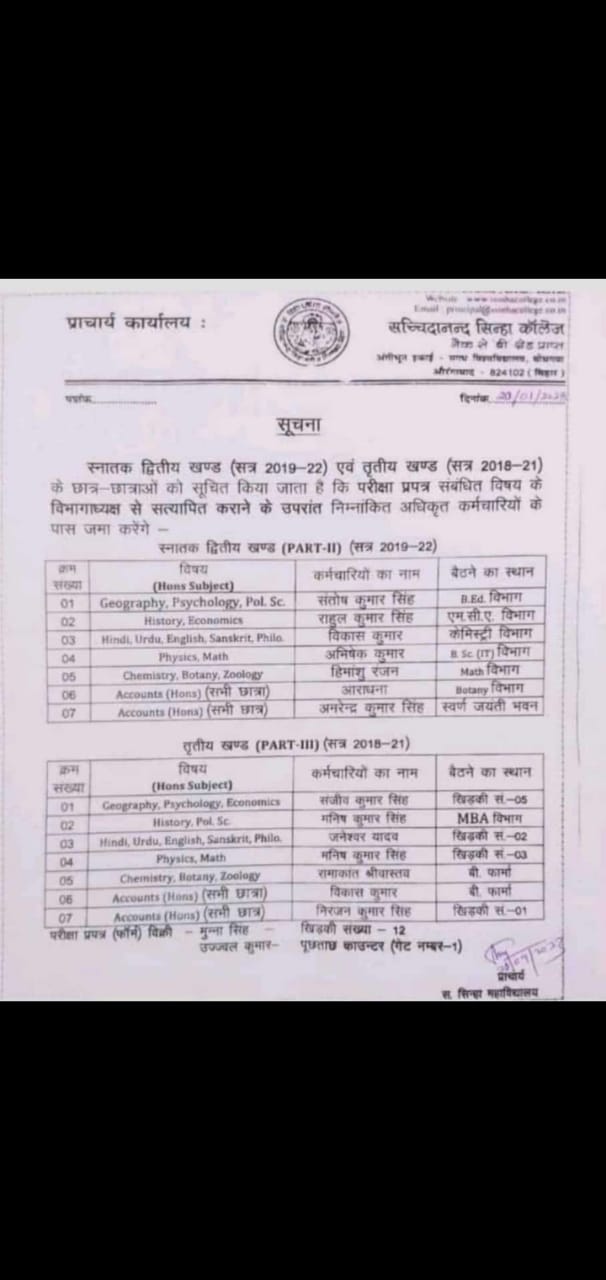 Website : www.sinhacollege.co.in
Email : principal@sinhacollege.co.in
प्राचार्य कार्यालय :
सच्चिदानन्द सिन्हा कॉलेज
नैक से बी ग्रेड प्राप्त
अंगीभूत इकाई - मगध विश्वविद्यालय, बोधगया
औरंगाबाद - 824102 ( बिहार )
पत्रांक.....................
दिनांक 20/01/2023
सूचना
स्नातक द्वितीय खण्ड (सत्र 2019-22) एवं तृतीय खण्ड (सत्र 2018-21)
के छात्र-छात्राओं को सूचित किया जाता है कि परीक्षा प्रपत्र संबंधित विषय के
विभागाध्यक्ष से सत्यापित कराने के उपरांत निम्नांकित अधिकृत कर्मचारियों के
पास जमा करेंगे –
स्नातक द्वितीय खण्ड (PART-II) (सत्र 2019-22)
क्रम संख्या विषय (Hons Subject) कर्मचारियों का नाम बैठने का स्थान
01 Geography, Psychology, Pol. Sc. संतोष कुमार सिंह B.Ed. विभाग
02 History, Economics राहुल कुमार सिंह एम.सी.ए. विभाग
03 Hindi, Urdu, English, Sanskrit, Philo. विकास कुमार केमिस्ट्री विभाग
04 Physics, Math अभिषेक कुमार B. Sc. (IT) विभाग
05 Chemistry, Botany, Zoology हिमांशु रंजन Math विभाग
06 Accounts (Hons) (सभी छात्रा) आराधना Botany विभाग
07 Accounts (Hons) (सभी छात्र) अमरेन्द्र कुमार सिंह स्वर्ण जयंती भवन
तृतीय खण्ड (PART-III) (सत्र 2018-21)
क्रम संख्या विषय (Hons Subject) कर्मचारियों का नाम बैठने का स्थान
01 Geography, Psychology, Economics संजीव कुमार सिंह खिड़की सं.-05
02 History, Pol. Sc. मनिष कुमार सिंह MBA विभाग
03 Hindi, Urdu, English, Sanskrit, Philo. जनेश्वर यादव खिड़की सं.-02
04 Physics, Math मनिष कुमार सिंह खिड़की सं.-03
05 Chemistry, Botany, Zoology रामाकांत श्रीवास्तव बी. फार्मा
06 Accounts (Hons) (सभी छात्रा) विकास कुमार बी. फार्मा
07 Accounts (Hons) (सभी छात्र) निरंजन कुमार सिंह खिड़की सं.-01
परीक्षा प्रपत्र (फॉर्म) विक्री – मुन्ना सिंह – खिड़की संख्या - 12
उज्ज्वल कुमार– पूछताछ काउन्टर (गेट नम्बर-1)
प्राचार्य
स. सिन्हा महाविद्यालय